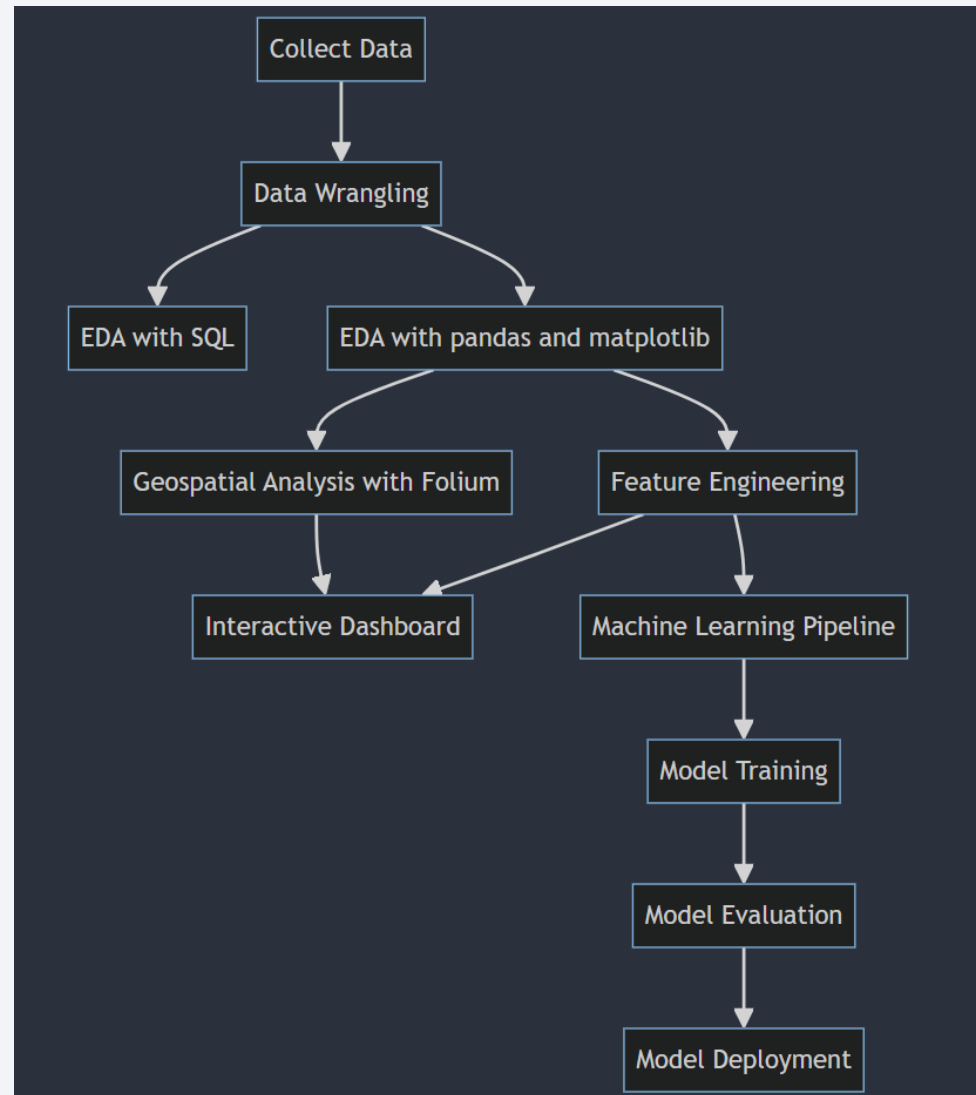 Collect Data
Data Wrangling
EDA with SQL
EDA with pandas and matplotlib
Geospatial Analysis with Folium
Feature Engineering
Interactive Dashboard
Machine Learning Pipeline
Model Training
Model Evaluation
Model Deployment